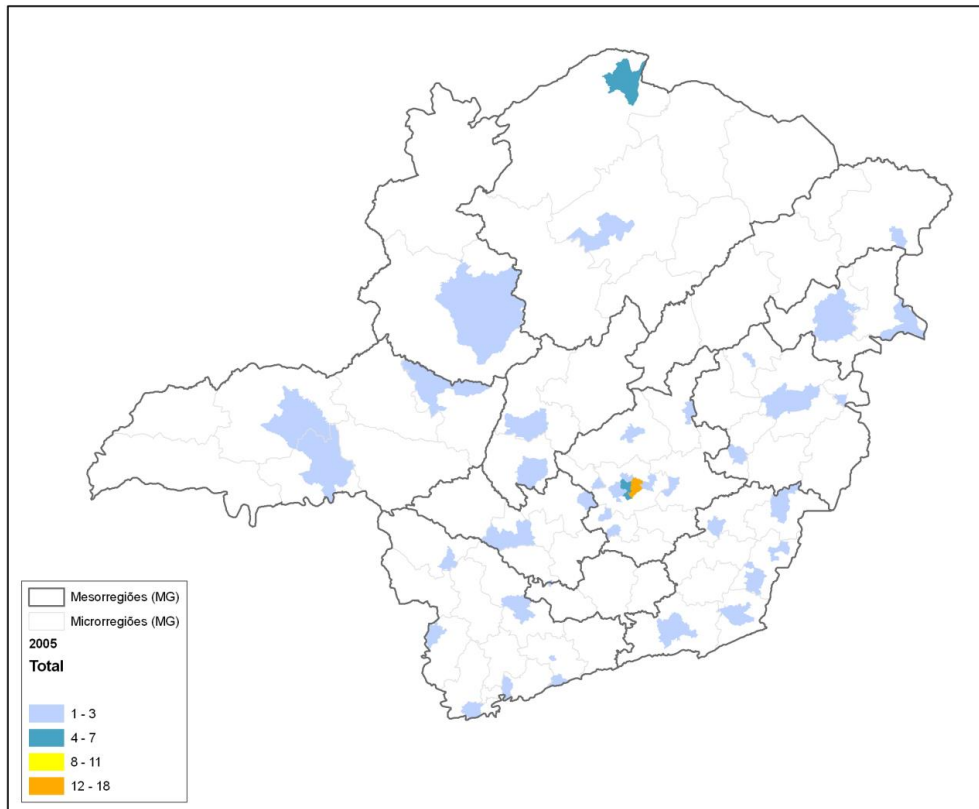 Mesorregiões (MG)
Microrregiões (MG)
2005
Total
1 - 3
4 - 7
8 - 11
12 - 18